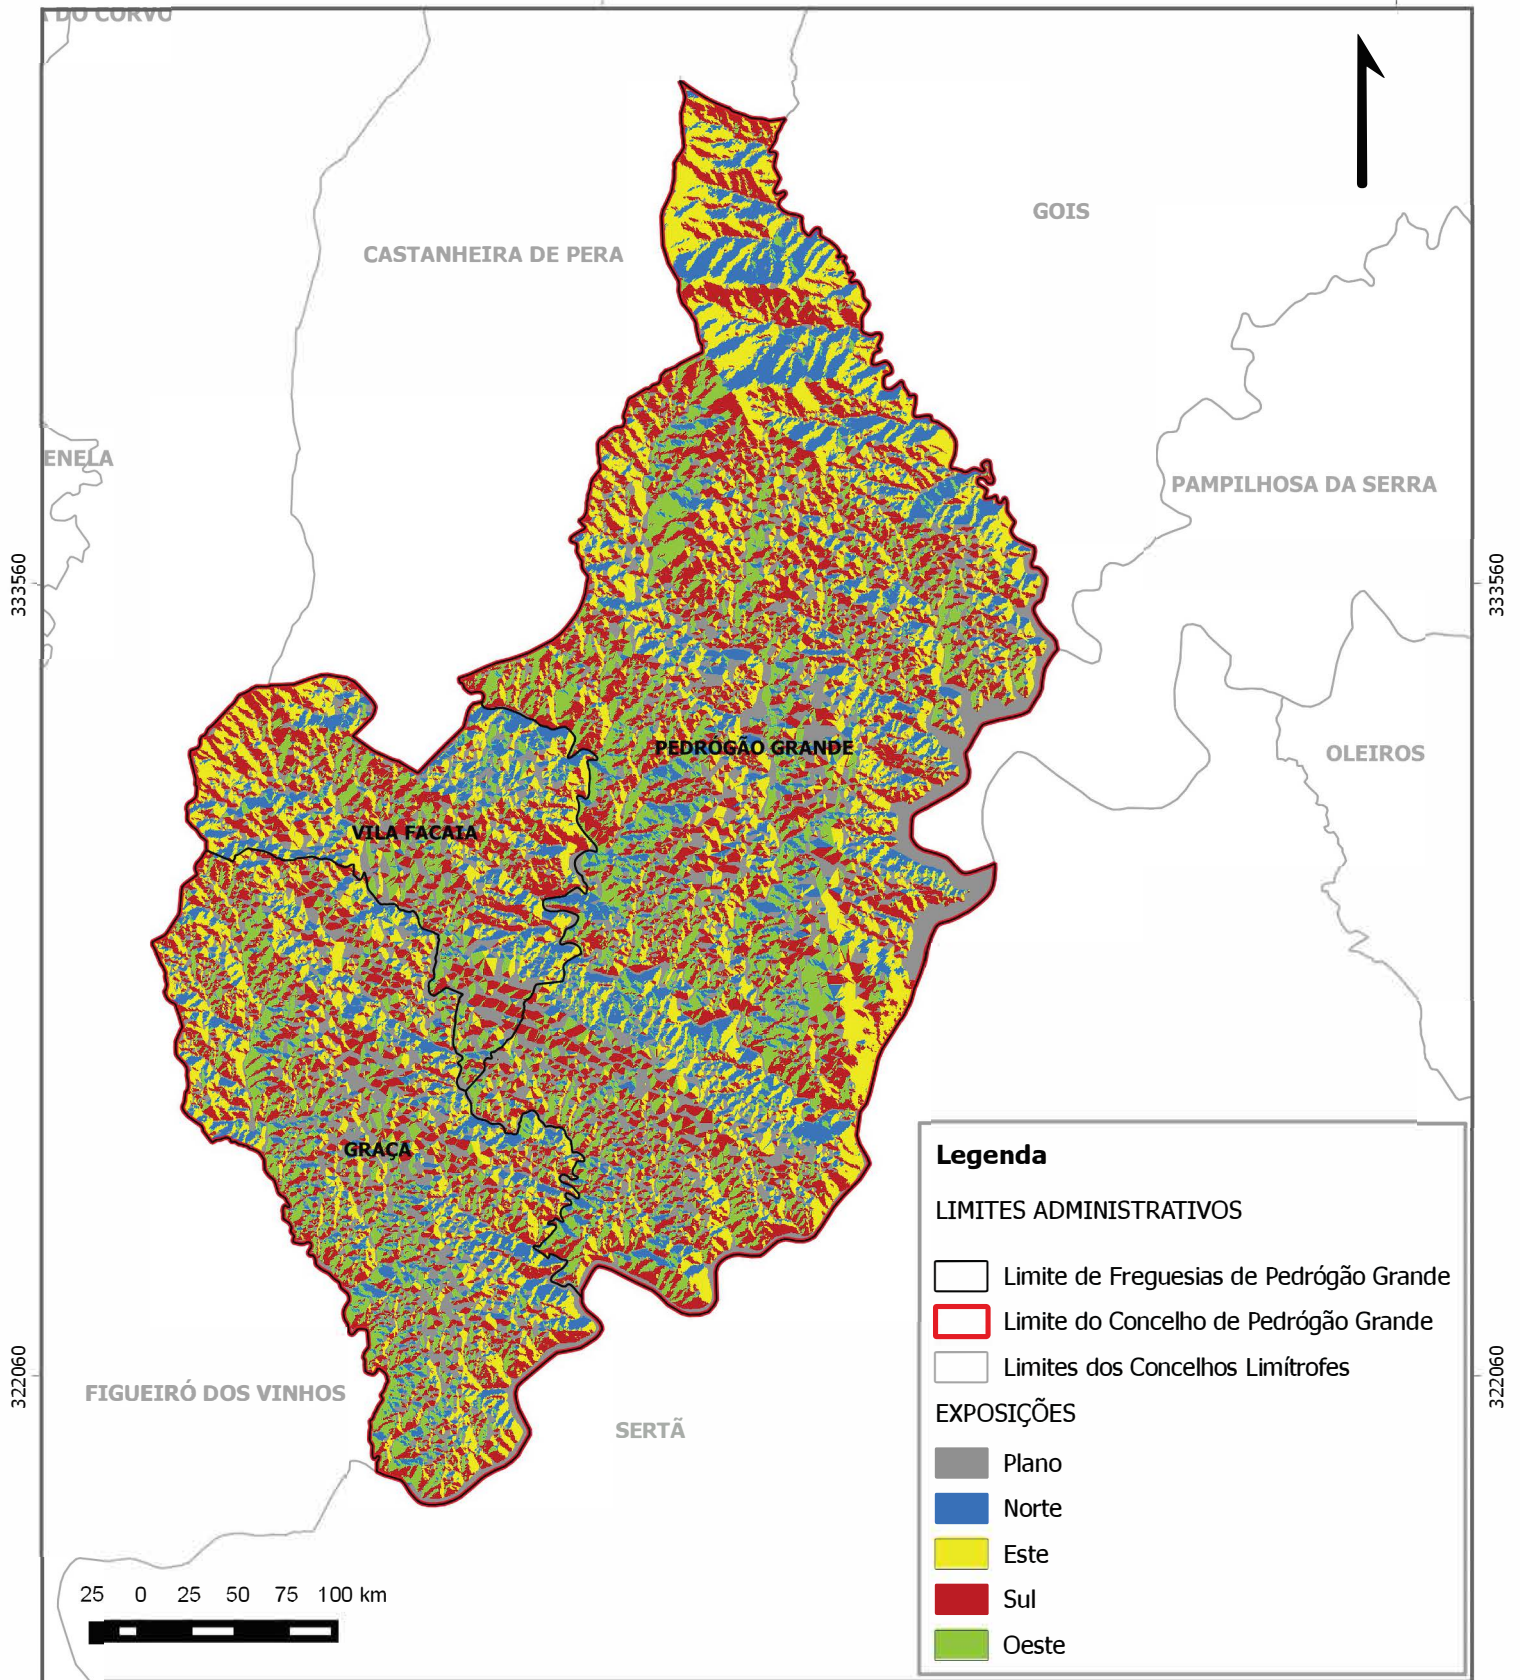 DO CORVO
GOIS
CASTANHEIRA DE PERA
ENELA
PAMPILHOSA DA SERRA
333560
333560
PEDRÓGÃO GRANDE
OLEIROS
VILA FACAIA
GRAÇA
Legenda
LIMITES ADMINISTRATIVOS
Limite de Freguesias de Pedrógão Grande
Limite do Concelho de Pedrógão Grande
Limites dos Concelhos Limítrofes
EXPOSIÇÕES
Plano
Norte
Este
Sul
Oeste
322060
322060
FIGUEIRÓ DOS VINHOS
SERTÃ
25 0 25 50 75 100 km